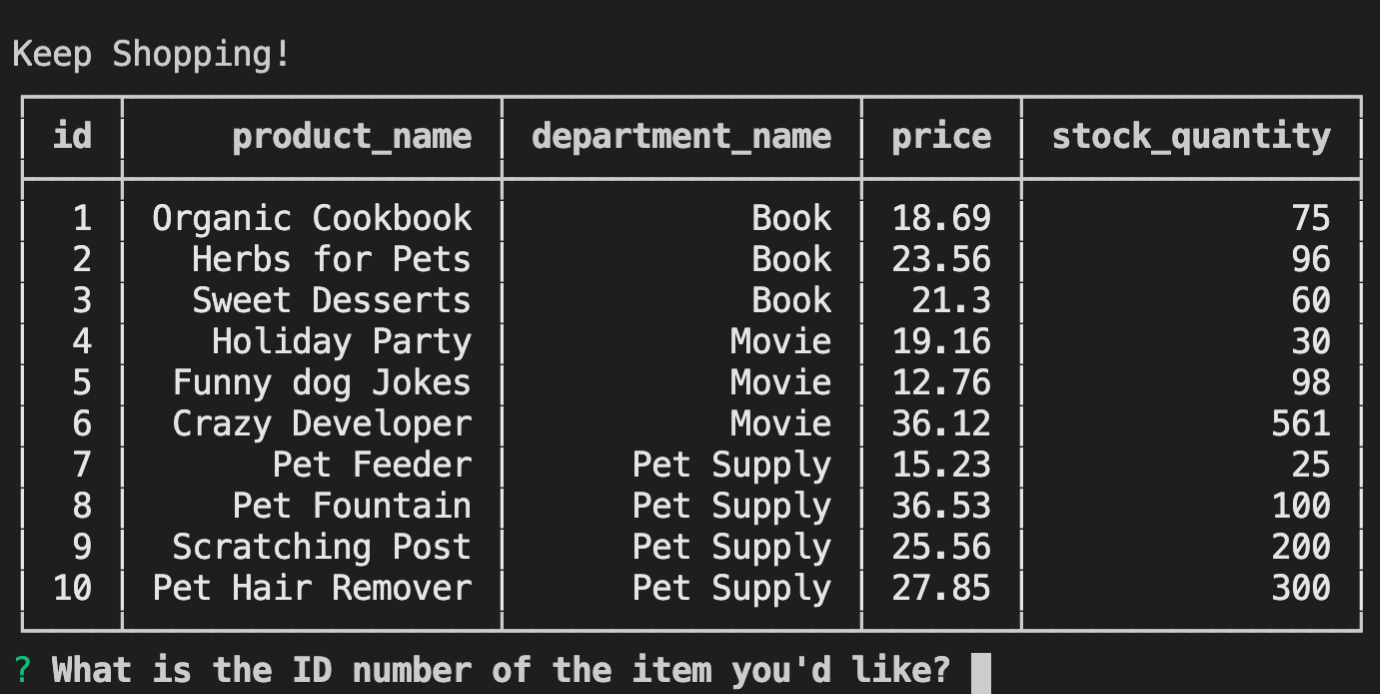 Keep Shopping!
id product_name department_name price stock_quantity
1 Organic Cookbook Book 18.69 75
2 Herbs for Pets Book 23.56 96
3 Sweet Desserts Book 21.3 60
4 Holiday Party Movie 19.16 30
5 Funny dog Jokes Movie 12.76 98
6 Crazy Developer Movie 36.12 561
7 Pet Feeder Pet Supply 15.23 25
8 Pet Fountain Pet Supply 36.53 100
9 Scratching Post Pet Supply 25.56 200
10 Pet Hair Remover Pet Supply 27.85 300
? What is the ID number of the item you'd like?